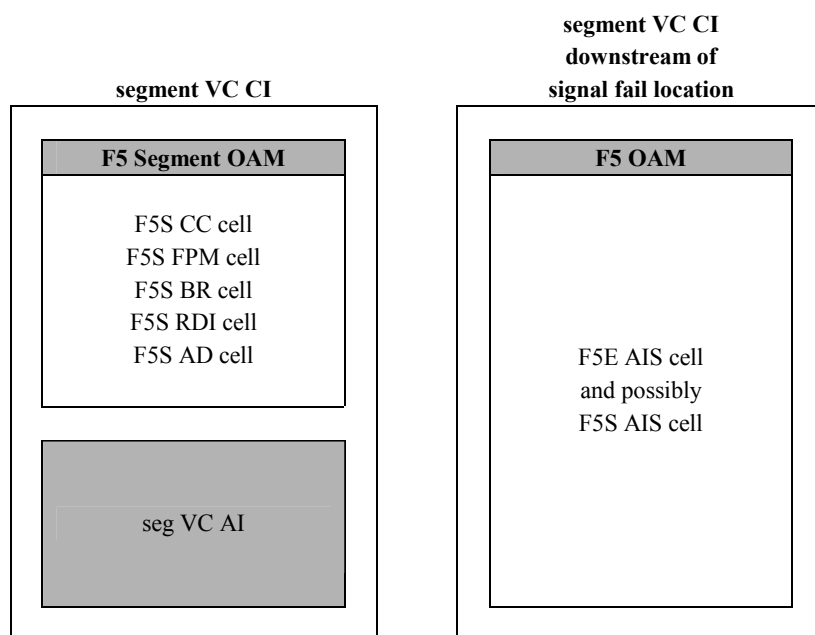 segment VC CI
F5 Segment OAM
F5S CC cell
F5S FPM cell
F5S BR cell
F5S RDI cell
F5S AD cell
seg VC AI
segment VC CI
downstream of
signal fail location
F5 OAM
F5E AIS cell
and possibly
F5S AIS cell